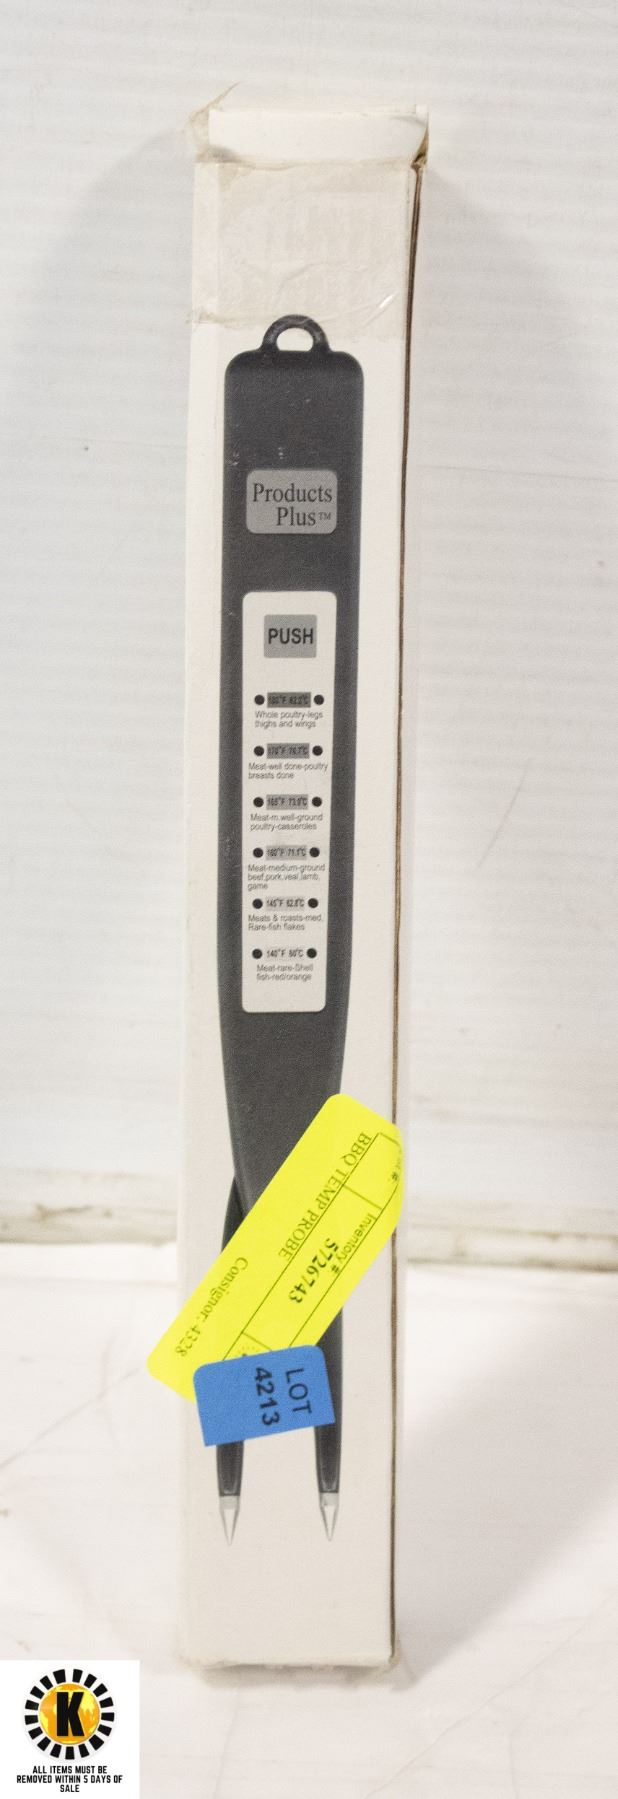 Products
Plus™
PUSH
180°F 82.2°C
Whole poultry-legs
thighs and wings
170°F 76.7°C
Meat-well done-poultry
breasts done
165°F 73.9°C
Meat-m.well-ground
poultry-casseroles
160°F 71.1°C
Meat-medium-ground
beef,pork,veal,lamb,
game
145°F 62.8°C
Meats & roasts-med.
Rare-fish flakes
140°F 60°C
Meat-rare-Shell
fish-red/orange
Inventory #:
5726743
BBQ TEMP PROBE
Consignor: 4328
LOT
4213
K
ALL ITEMS MUST BE
REMOVED WITHIN 5 DAYS OF
SALE